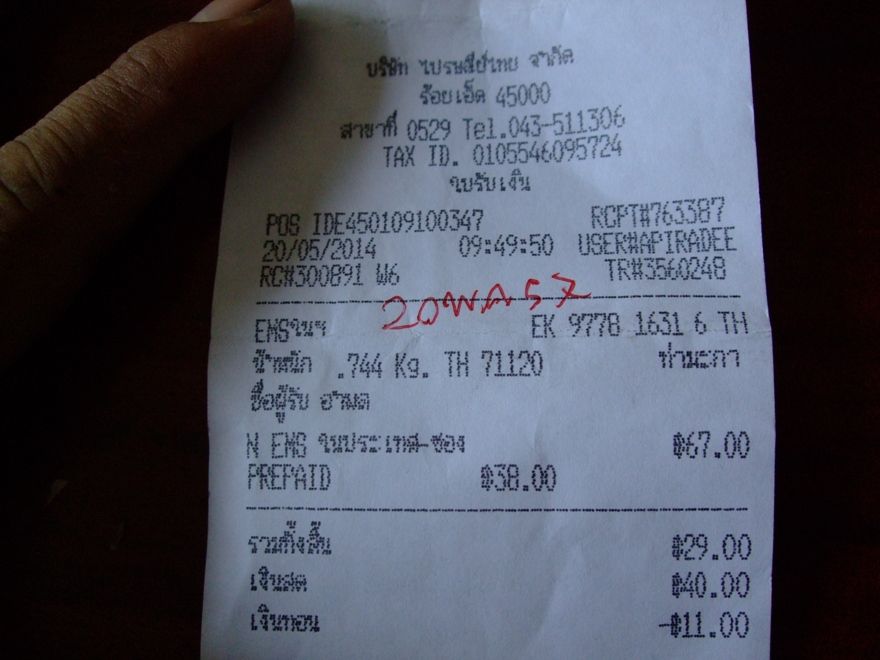 บริษัท ไปรษณีย์ไทย จำกัด
ร้อยเอ็ด 45000
สาขาที่ 0529 Tel.043-511306
TAX ID. 0105546095724
ใบรับเงิน
POS IDE450109100347 RCPT#763387
20/05/2014 09:49:50 USER#APIRADEE
RC#300891 W6 TR#3560248
EMSในฯ EK 9778 1631 6 TH
น้ำหนัก .744 Kg. TH 71120 ท่ามะกา
ชื่อผู้รับ อำพล
N EMS ในประเทศ-ซอง ฿67.00
PREPAID ฿38.00
รวมทั้งสิ้น ฿29.00
เงินสด ฿40.00
เงินทอน -฿11.00